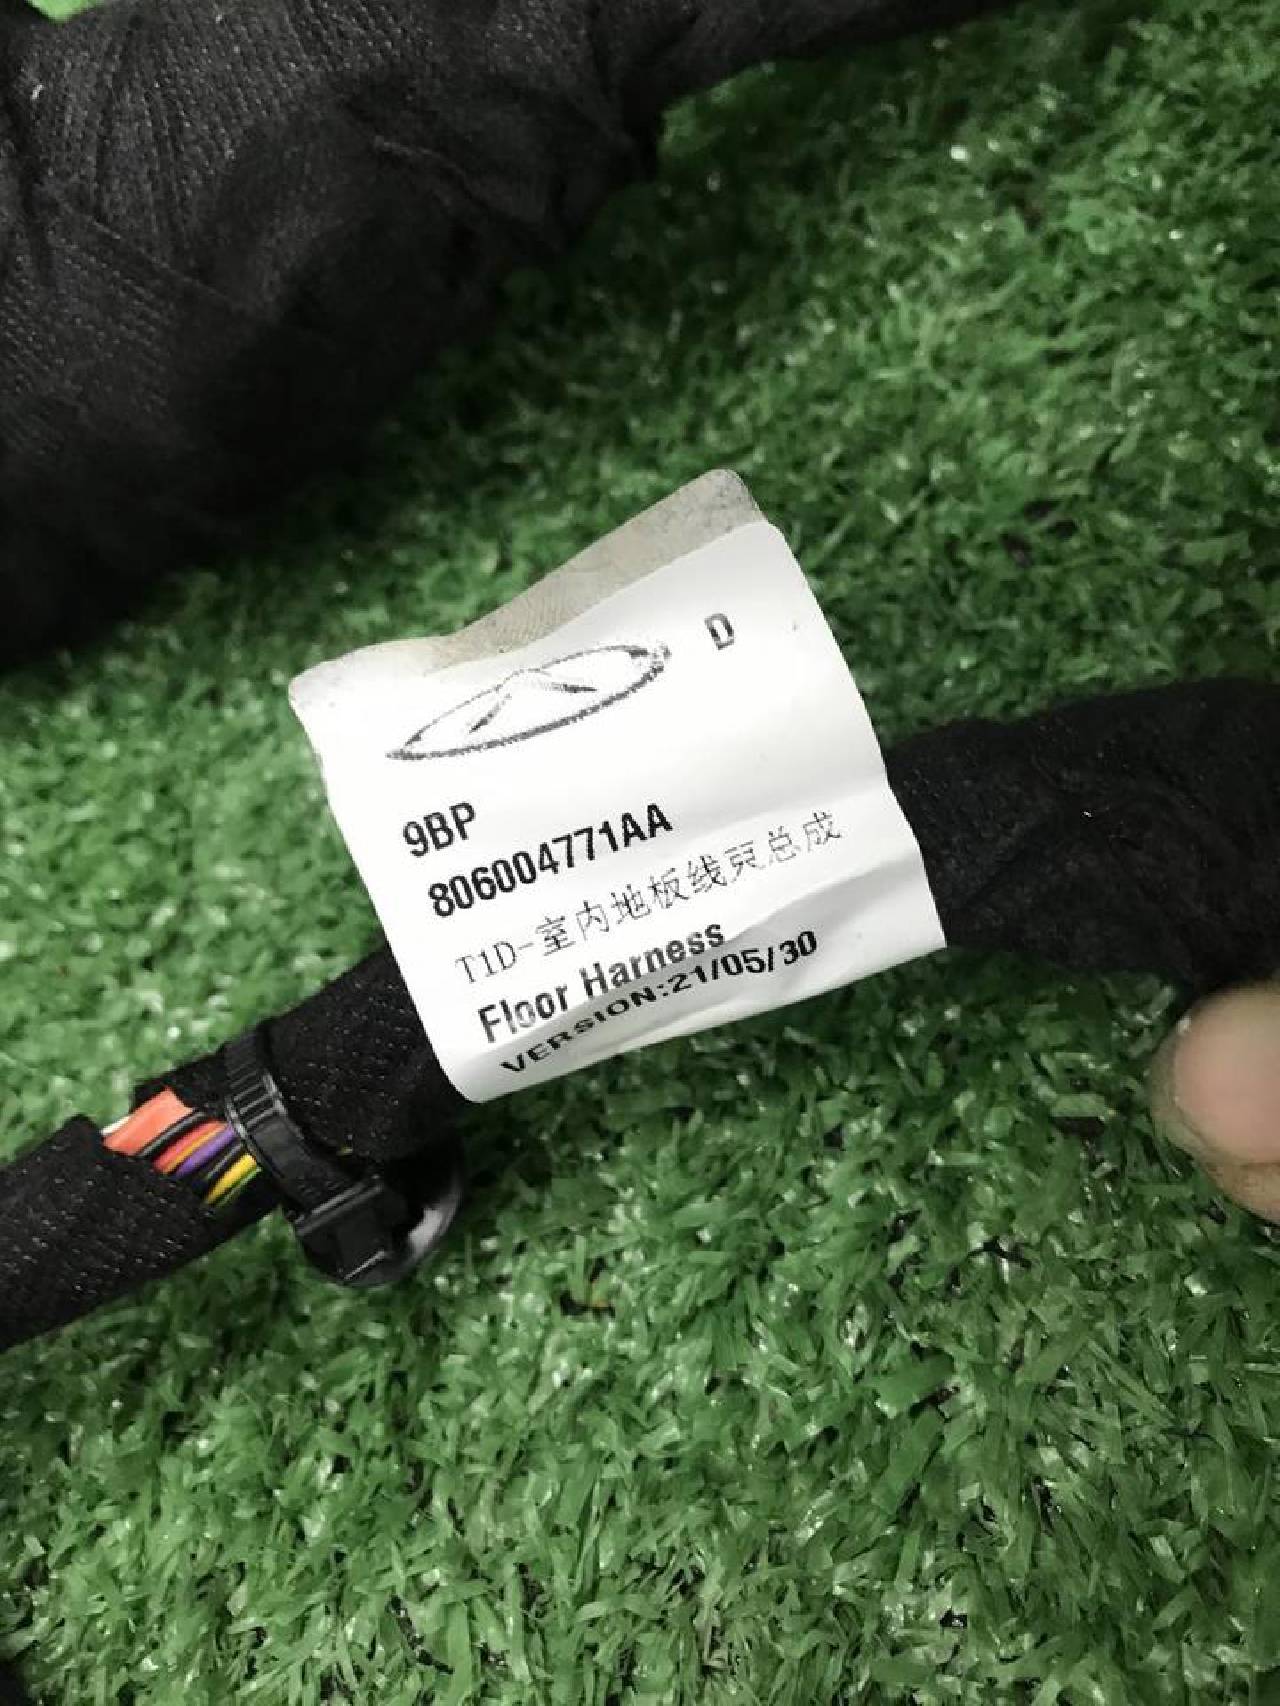 D
9BP
806004771AA
T1D-室内地板线束总成
Floor Harness
VERSION:21/05/30